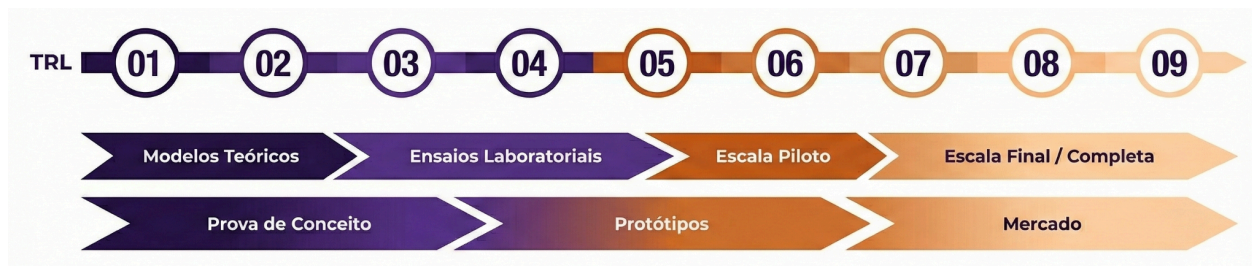 TRL 01 02 03 04 05 06 07 08 09
Modelos Teóricos Ensaios Laboratoriais Escala Piloto Escala Final / Completa
Prova de Conceito Protótipos Mercado